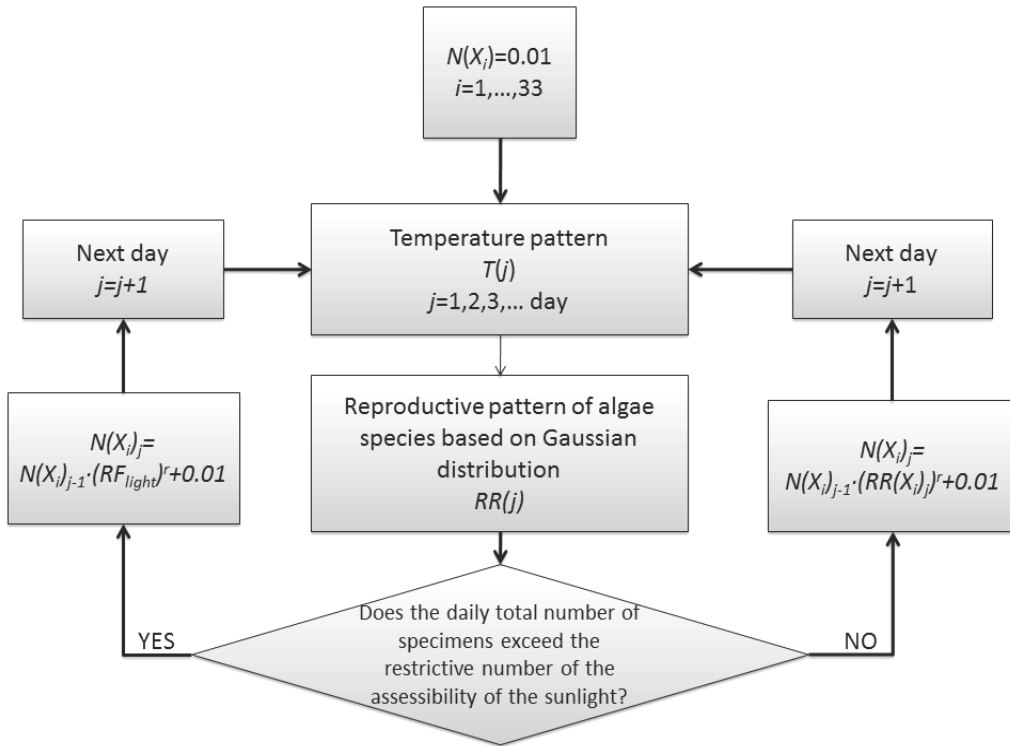 N(Xi)=0.01
i=1,...,33
Temperature pattern
T(j)
j=1,2,3,... day
Next day
j=j+1
Next day
j=j+1
Reproductive pattern of algae
species based on Gaussian
distribution
RR(j)
N(Xi)j=
N(Xi)j-1·(RFlight)^r+0.01
N(Xi)j=
N(Xi)j-1·(RR(Xi)j)^r+0.01
Does the daily total number of
specimens exceed the
restrictive number of the
assessibility of the sunlight?
YES
NO